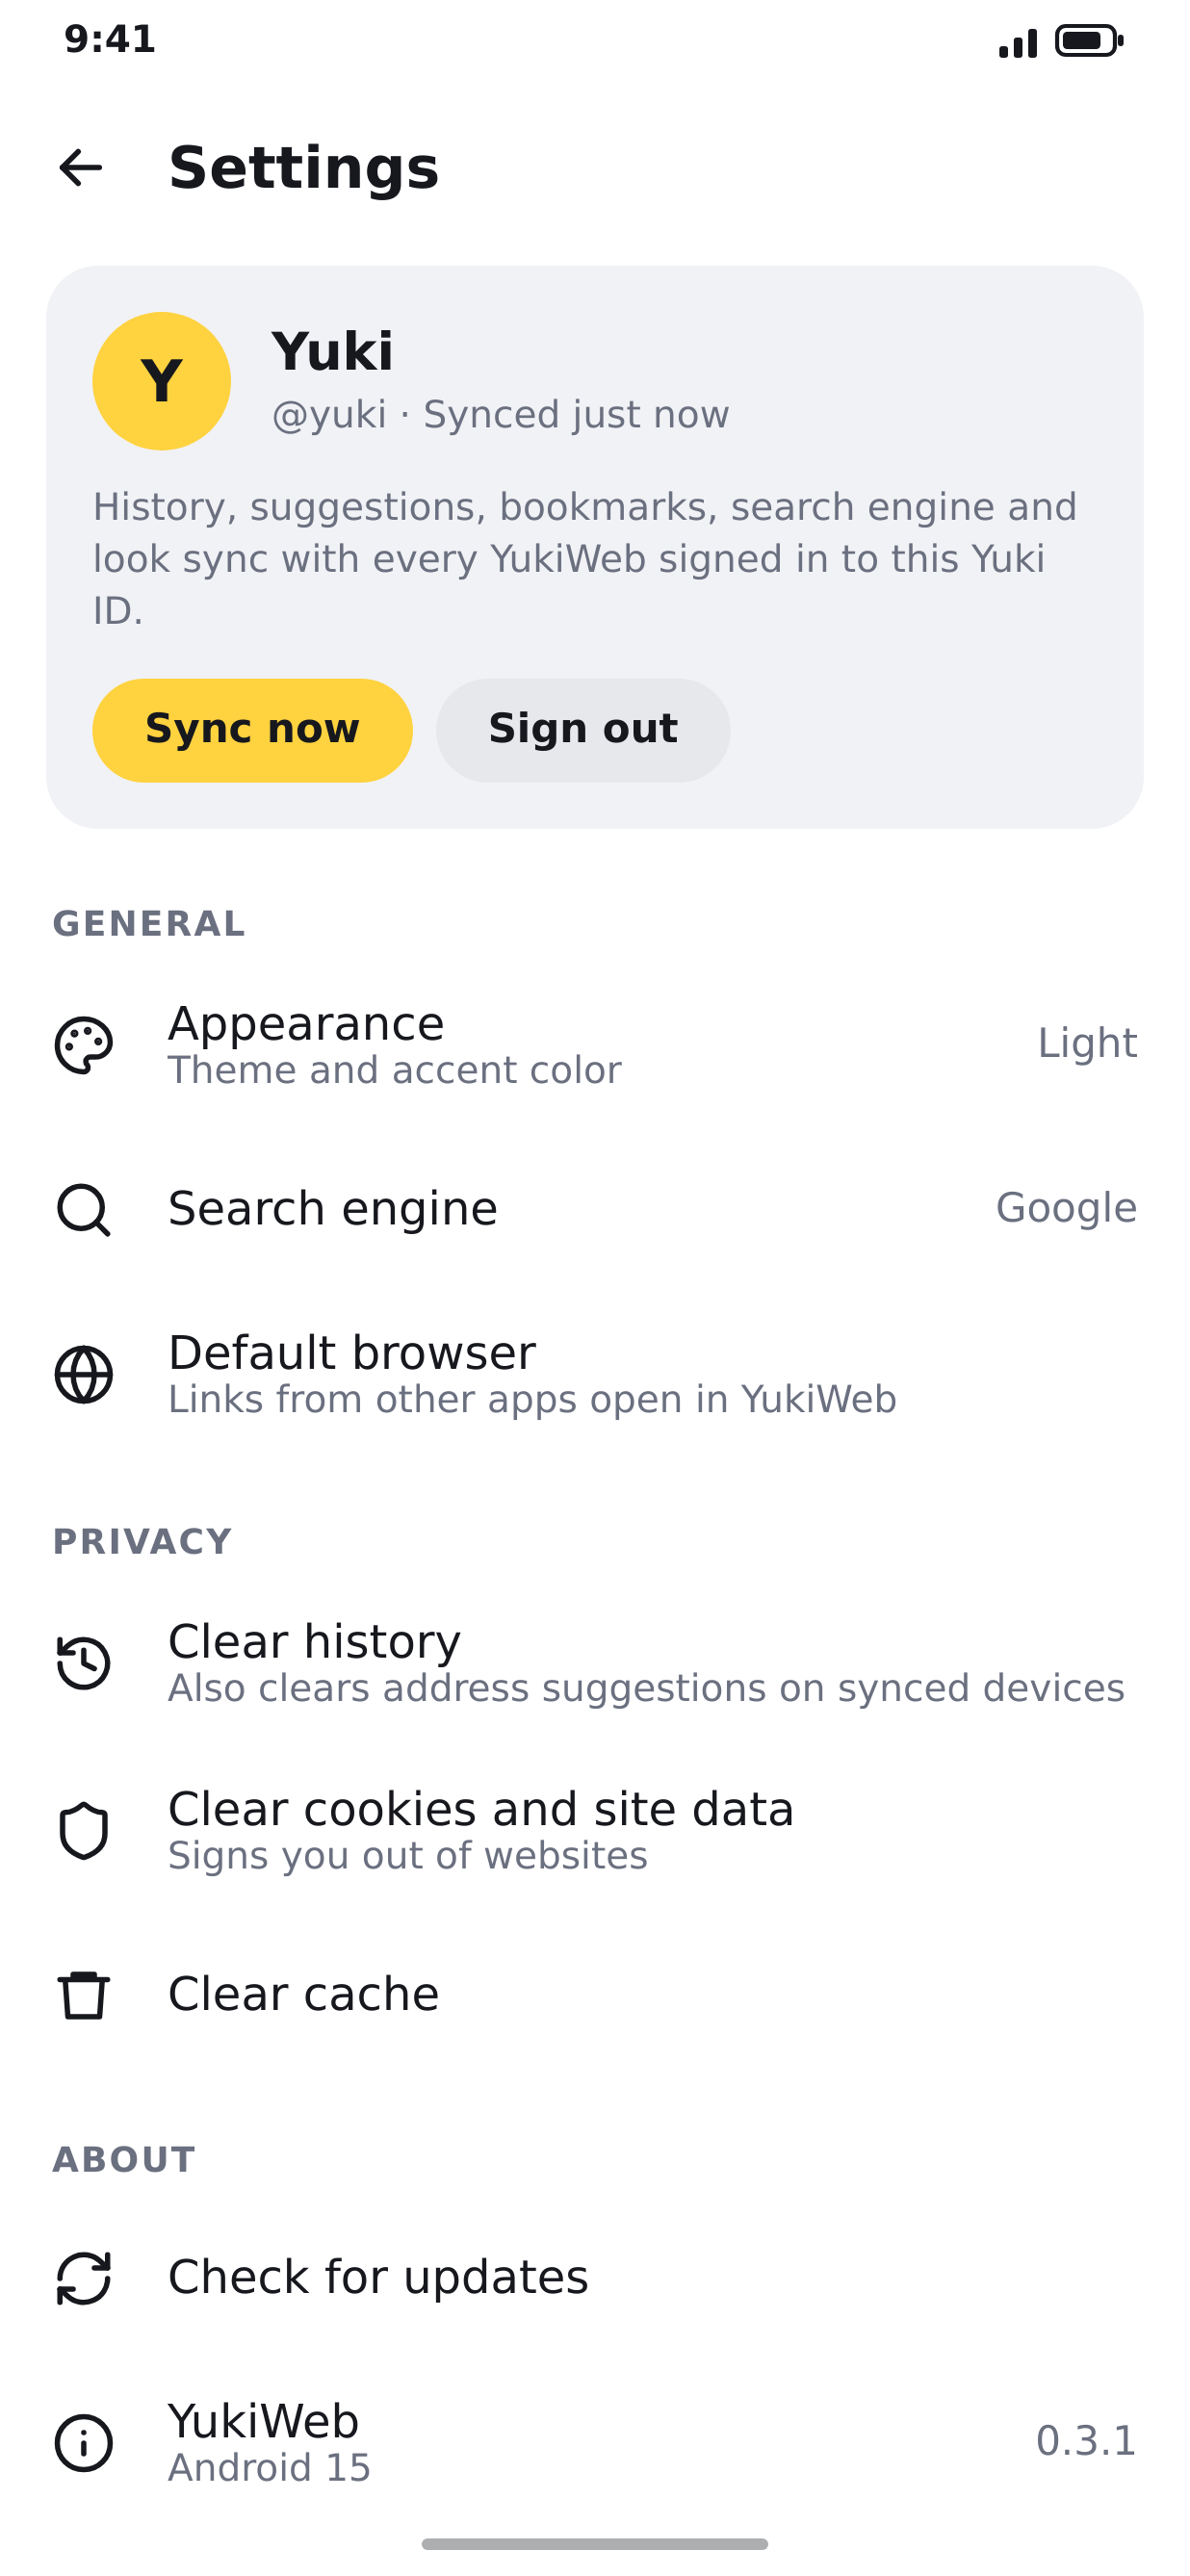 9:41
Settings
Y
Yuki
@yuki · Synced just now
History, suggestions, bookmarks, search engine and
look sync with every YukiWeb signed in to this Yuki
ID.
Sync now
Sign out
GENERAL
Appearance
Theme and accent color
Light
Search engine
Google
Default browser
Links from other apps open in YukiWeb
PRIVACY
Clear history
Also clears address suggestions on synced devices
Clear cookies and site data
Signs you out of websites
Clear cache
ABOUT
Check for updates
YukiWeb
Android 15
0.3.1